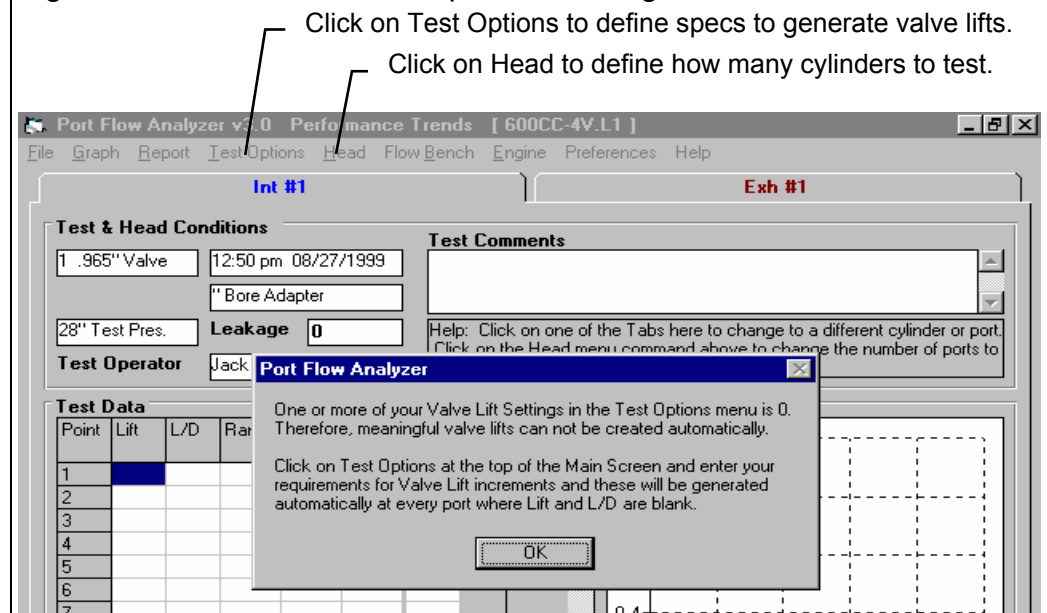 Click on Test Options to define specs to generate valve lifts.
Click on Head to define how many cylinders to test.
Port Flow Analyzer v3.0 Performance Trends [ 600CC-4V.L1 ]
File Graph Report Test Options Head Flow Bench Engine Preferences Help
Int #1 Exh #1
Test & Head Conditions
Test Comments
1 .965" Valve 12:50 pm 08/27/1999
" Bore Adapter
28" Test Pres. Leakage 0
Help: Click on one of the Tabs here to change to a different cylinder or port.
Click on the Head menu command above to change the number of ports to
Test Operator Jack
Port Flow Analyzer
One or more of your Valve Lift Settings in the Test Options menu is 0.
Therefore, meaningful valve lifts can not be created automatically.
Click on Test Options at the top of the Main Screen and enter your
requirements for Valve Lift increments and these will be generated
automatically at every port where Lift and L/D are blank.
OK
Test Data
Point Lift L/D
1
2
3
4
5
6
7
0.4